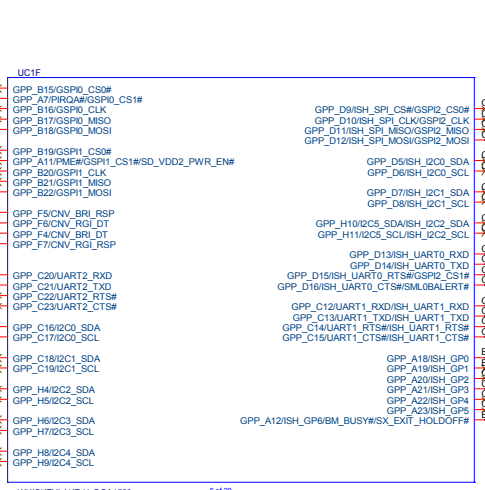 UC1F
GPP_B15/GSPI0_CS0#
GPP_A7/PIRQA#/GSPI0_CS1#
GPP_B16/GSPI0_CLK
GPP_B17/GSPI0_MISO
GPP_B18/GSPI0_MOSI
GPP_B19/GSPI1_CS0#
GPP_A11/PME#/GSPI1_CS1#/SD_VDD2_PWR_EN#
GPP_B20/GSPI1_CLK
GPP_B21/GSPI1_MISO
GPP_B22/GSPI1_MOSI
GPP_F5/CNV_BRI_RSP
GPP_F6/CNV_RGI_DT
GPP_F4/CNV_BRI_DT
GPP_F7/CNV_RGI_RSP
GPP_C20/UART2_RXD
GPP_C21/UART2_TXD
GPP_C22/UART2_RTS#
GPP_C23/UART2_CTS#
GPP_C16/I2C0_SDA
GPP_C17/I2C0_SCL
GPP_C18/I2C1_SDA
GPP_C19/I2C1_SCL
GPP_H4/I2C2_SDA
GPP_H5/I2C2_SCL
GPP_H6/I2C3_SDA
GPP_H7/I2C3_SCL
GPP_H8/I2C4_SDA
GPP_H9/I2C4_SCL
GPP_D9/ISH_SPI_CS#/GSPI2_CS0#
GPP_D10/ISH_SPI_CLK/GSPI2_CLK
GPP_D11/ISH_SPI_MISO/GSPI2_MISO
GPP_D12/ISH_SPI_MOSI/GSPI2_MOSI
GPP_D5/ISH_I2C0_SDA
GPP_D6/ISH_I2C0_SCL
GPP_D7/ISH_I2C1_SDA
GPP_D8/ISH_I2C1_SCL
GPP_H10/I2C5_SDA/ISH_I2C2_SDA
GPP_H11/I2C5_SCL/ISH_I2C2_SCL
GPP_D13/ISH_UART0_RXD
GPP_D14/ISH_UART0_TXD
GPP_D15/ISH_UART0_RTS#/GSPI2_CS1#
GPP_D16/ISH_UART0_CTS#/SML0BALERT#
GPP_C12/UART1_RXD/ISH_UART1_RXD
GPP_C13/UART1_TXD/ISH_UART1_TXD
GPP_C14/UART1_RTS#/ISH_UART1_RTS#
GPP_C15/UART1_CTS#/ISH_UART1_CTS#
GPP_A18/ISH_GP0
GPP_A19/ISH_GP1
GPP_A20/ISH_GP2
GPP_A21/ISH_GP3
GPP_A22/ISH_GP4
GPP_A23/ISH_GP5
GPP_A12/ISH_GP6/BM_BUSY#/SX_EXIT_HOLDOFF#